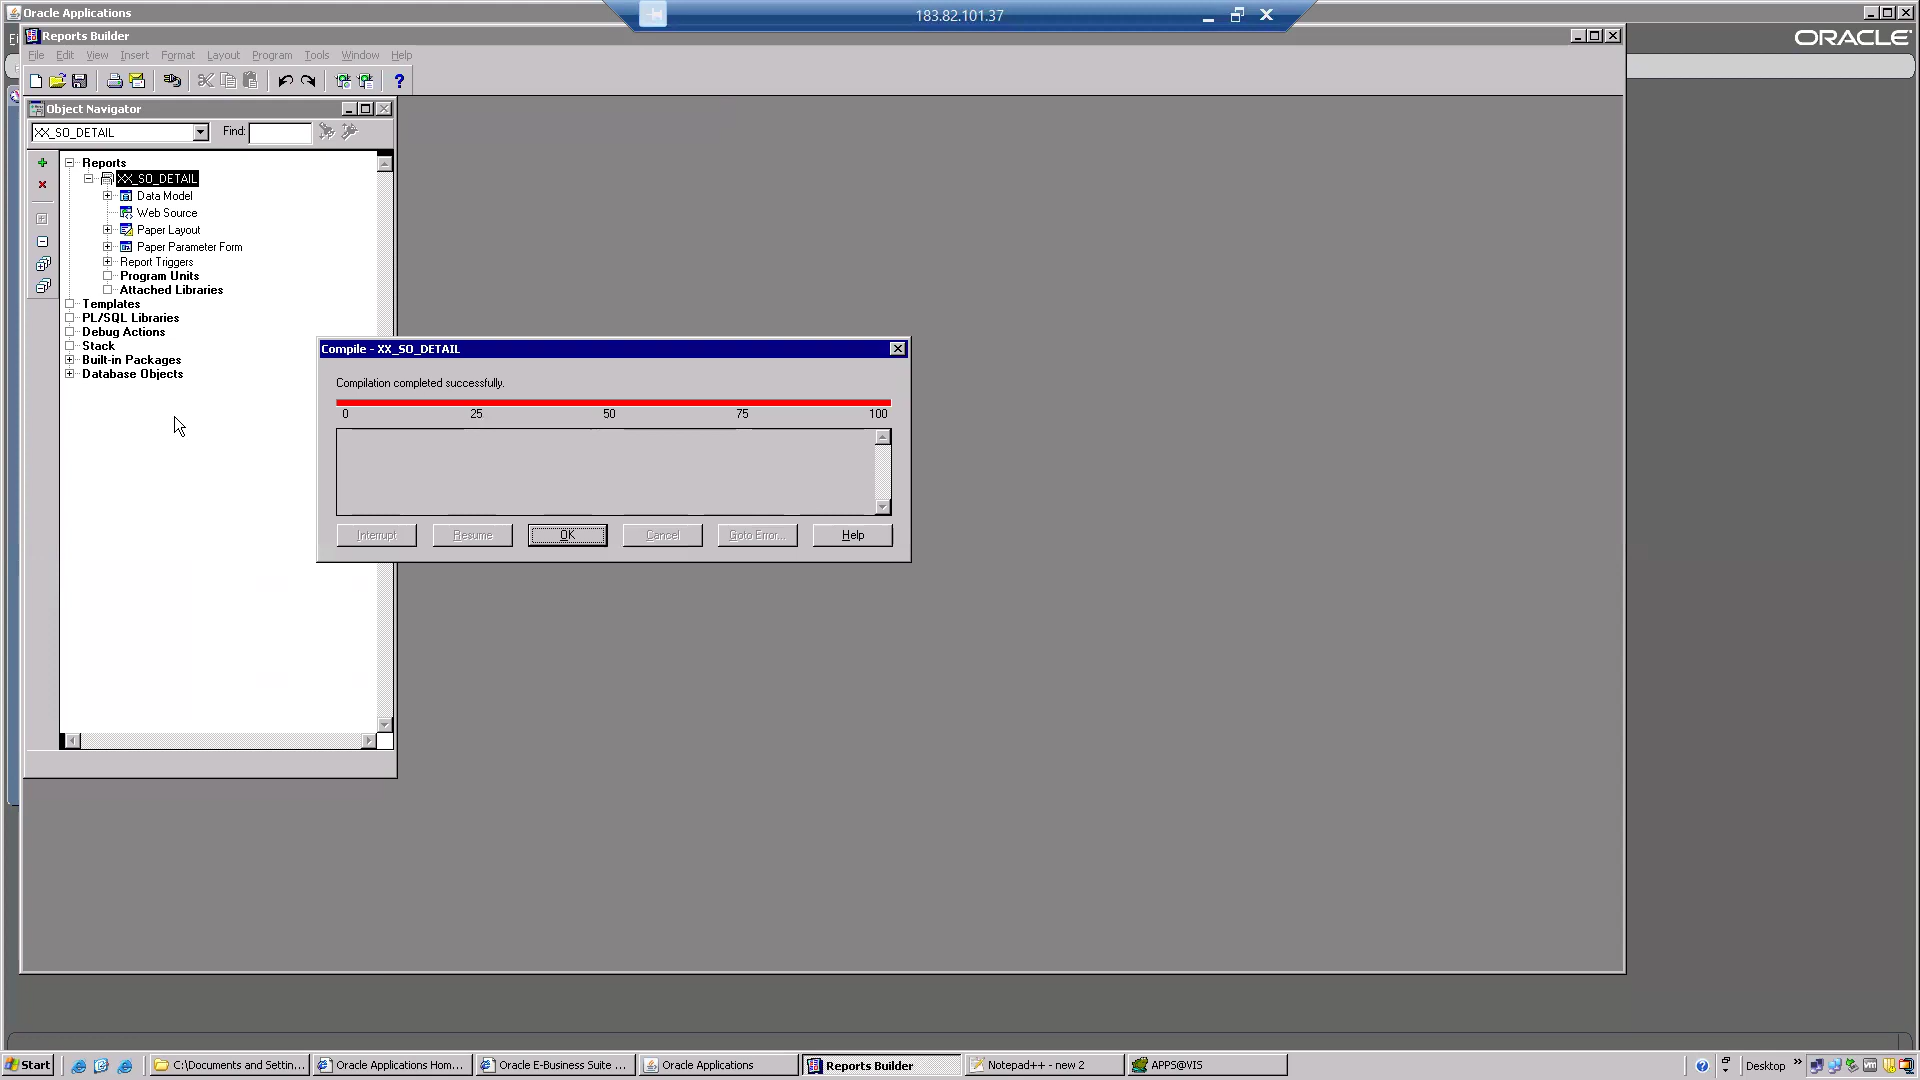 Oracle Applications
183.82.101.37
Reports Builder
ORACLE
File Edit View Insert Format Layout Program Tools Window Help
Object Navigator
XX_SO_DETAIL
Find:
Reports
XX_SO_DETAIL
Data Model
Web Source
Paper Layout
Paper Parameter Form
Report Triggers
Program Units
Attached Libraries
Templates
PL/SQL Libraries
Debug Actions
Stack
Built-in Packages
Database Objects
Compile - XX_SO_DETAIL
Compilation completed successfully.
0 25 50 75 100
Interrupt Resume OK Cancel Goto Error... Help
Start C:\Documents and Settin... Oracle Applications Hom... Oracle E-Business Suite ... Oracle Applications Reports Builder Notepad++ - new 2 APPS@VIS Desktop